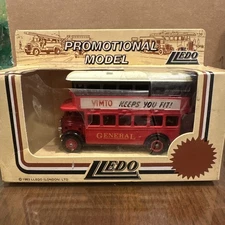 PROMOTIONAL
MODEL
LLEDO
VIMTO KEEPS YOU FIT!
GENERAL
LLEDO